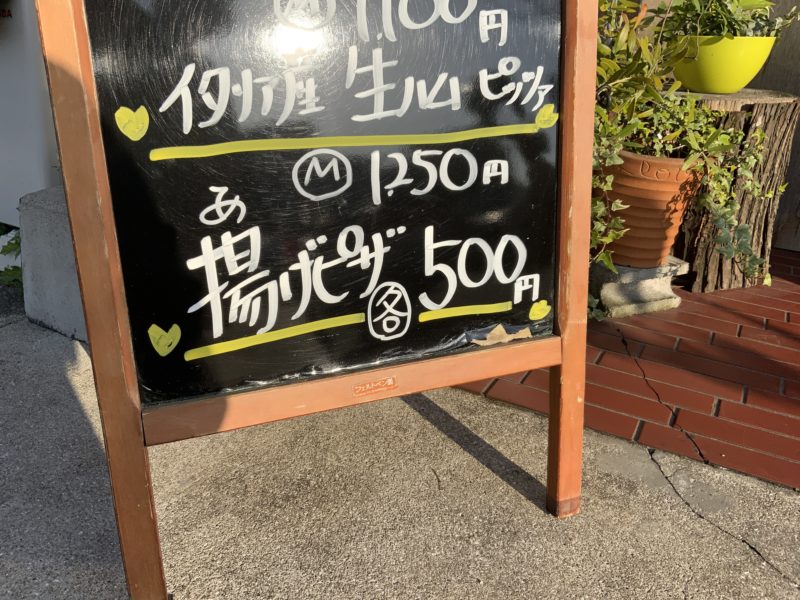 Ⓜ 1,100円
イタリア産 生ハム ピッツァ
Ⓜ 1,250円
あ
揚げピザ 各 500円